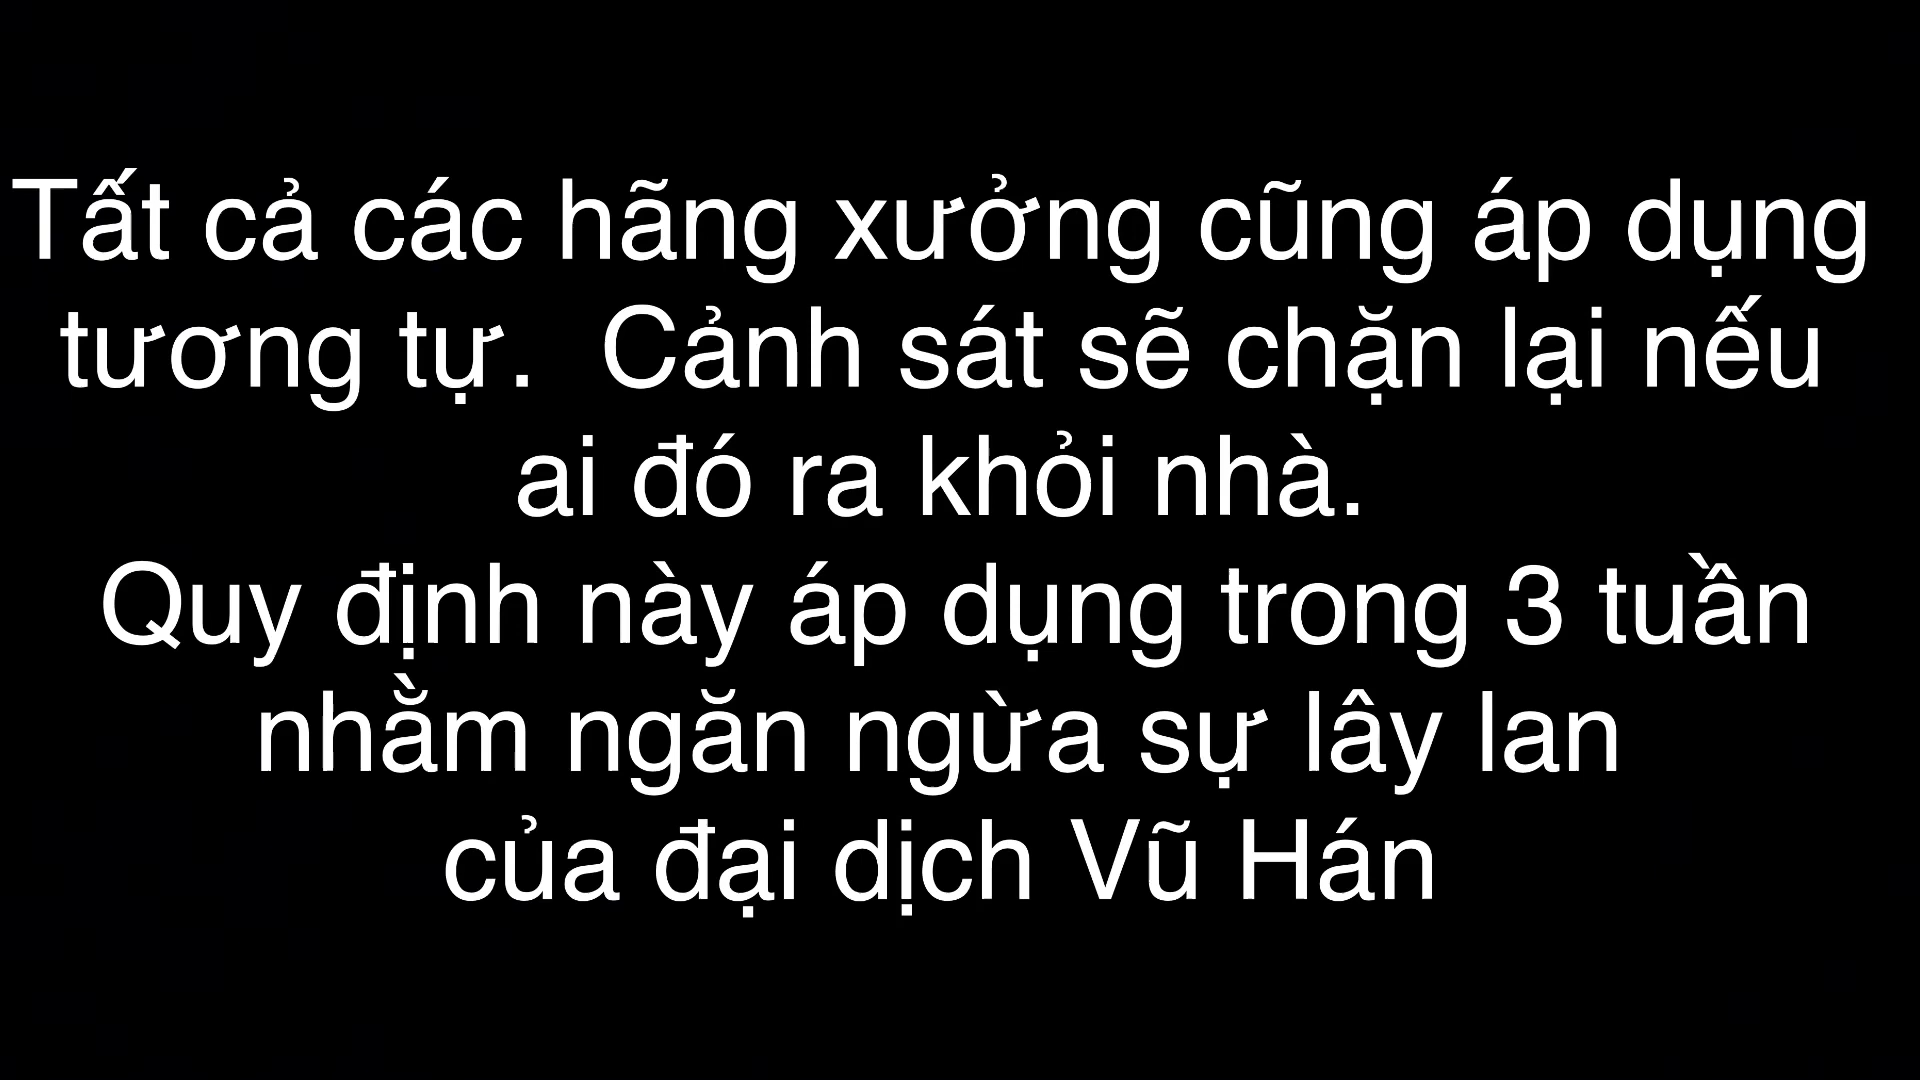 Tất cả các hãng xưởng cũng áp dụng
tương tự.  Cảnh sát sẽ chặn lại nếu
ai đó ra khỏi nhà.
Quy định này áp dụng trong 3 tuần
nhằm ngăn ngừa sự lây lan
của đại dịch Vũ Hán